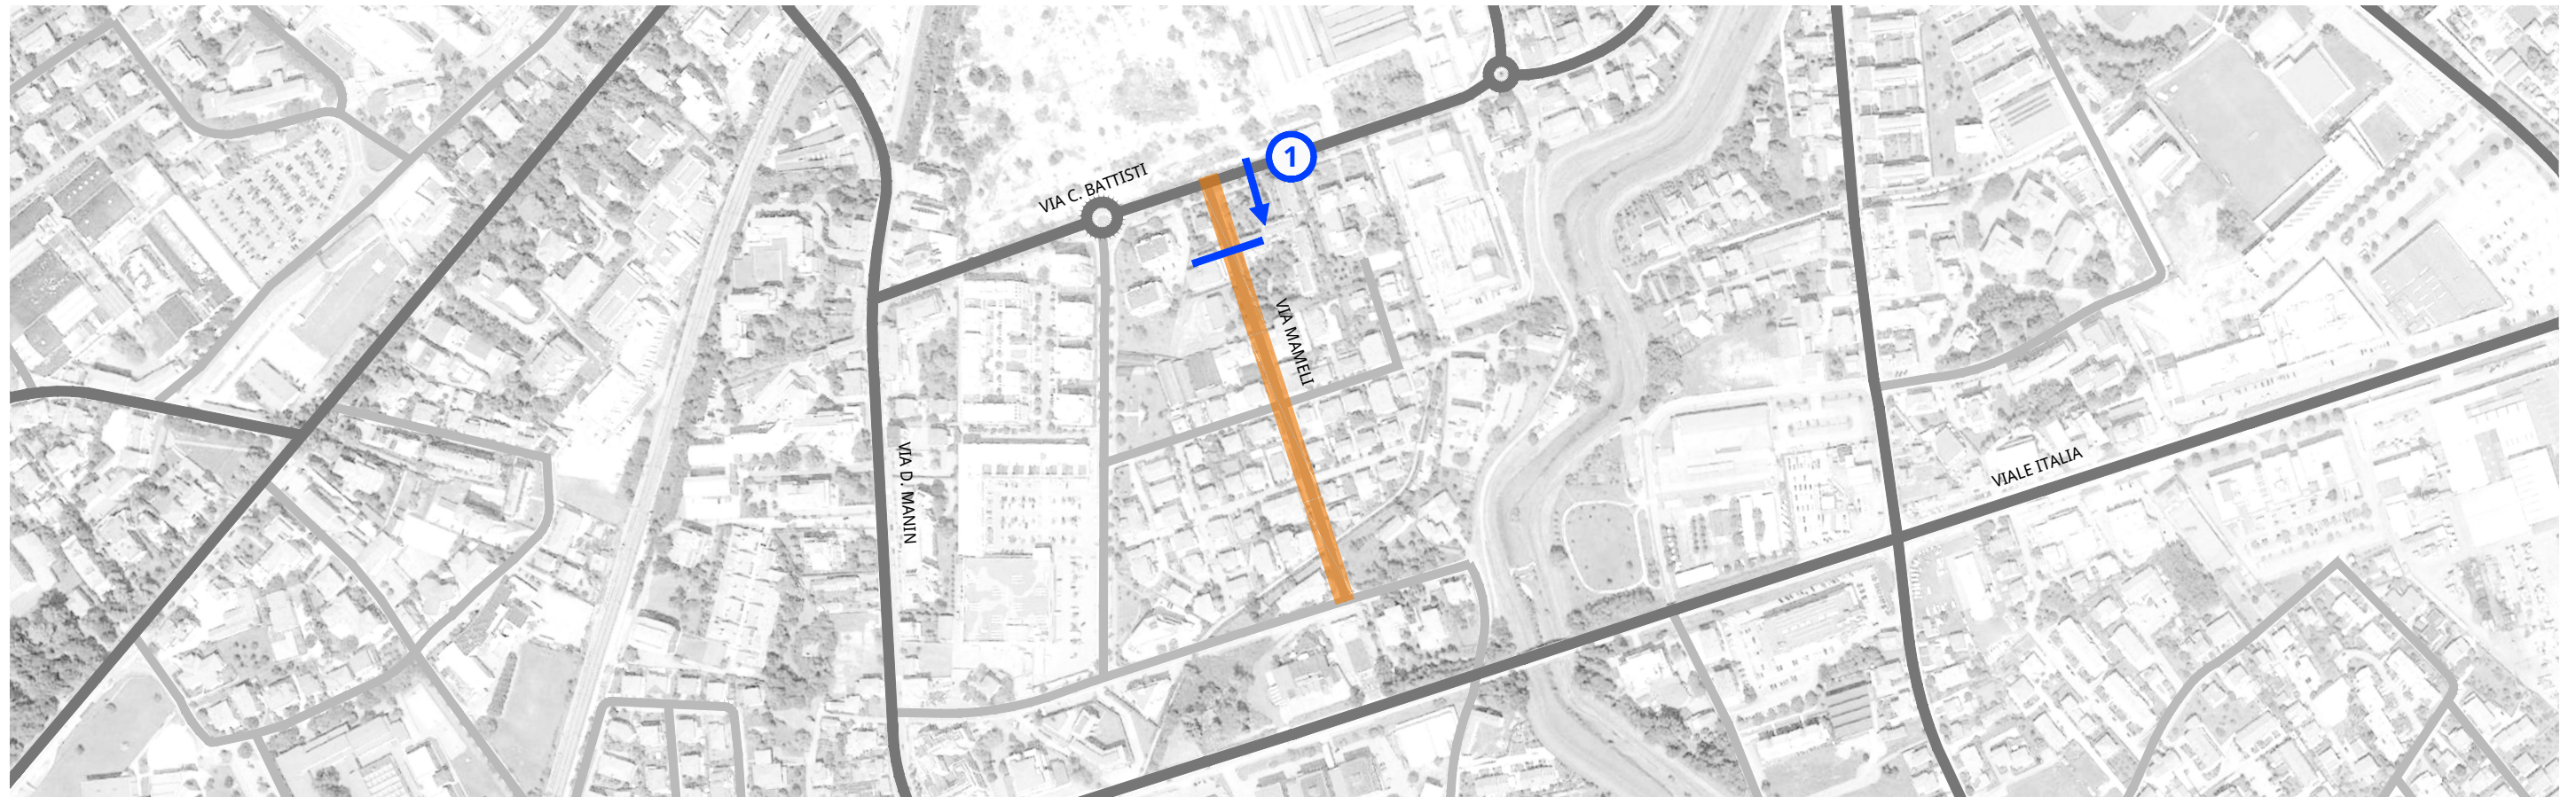 1
VIA C. BATTISTI
VIA MAMELI
VIA D. MANIN
VIALE ITALIA